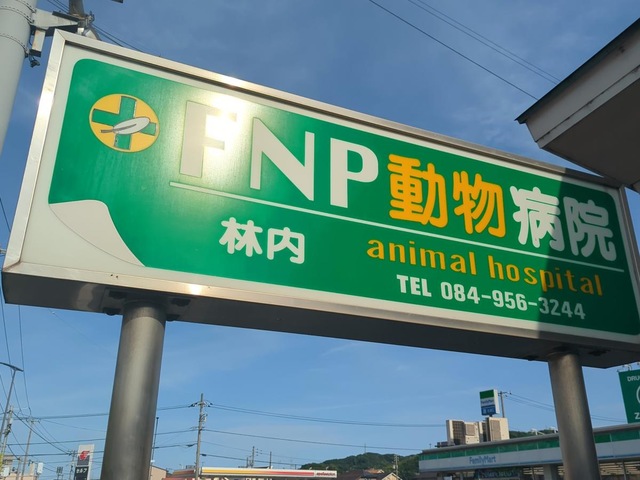 FNP動物病院
林内
animal hospital
TEL 084-956-3244
FamilyMart